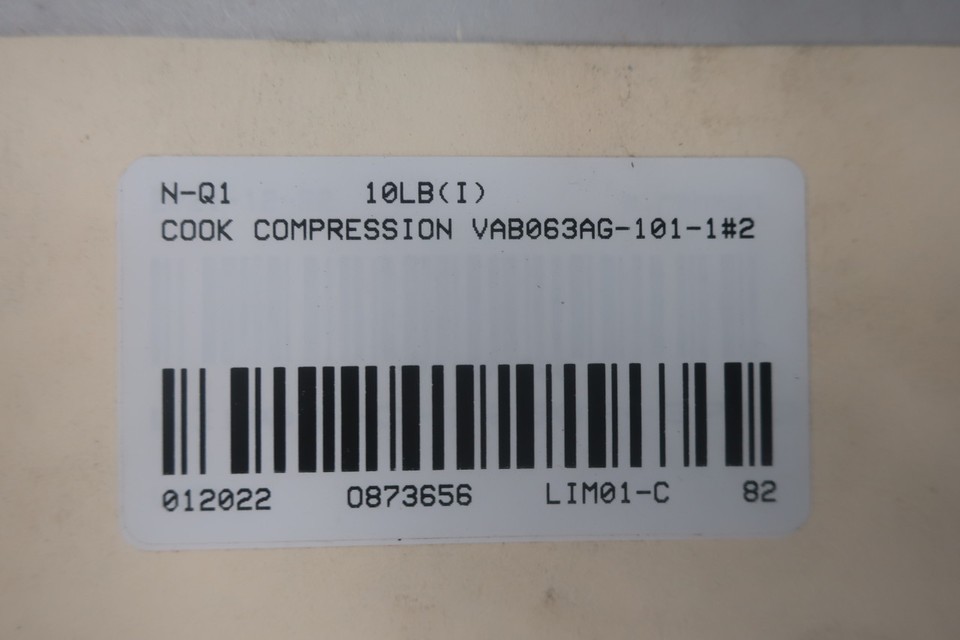 N-Q1 10LB(I)
COOK COMPRESSION VAB063AG-101-1#2
012022 0873656 LIM01-C 82